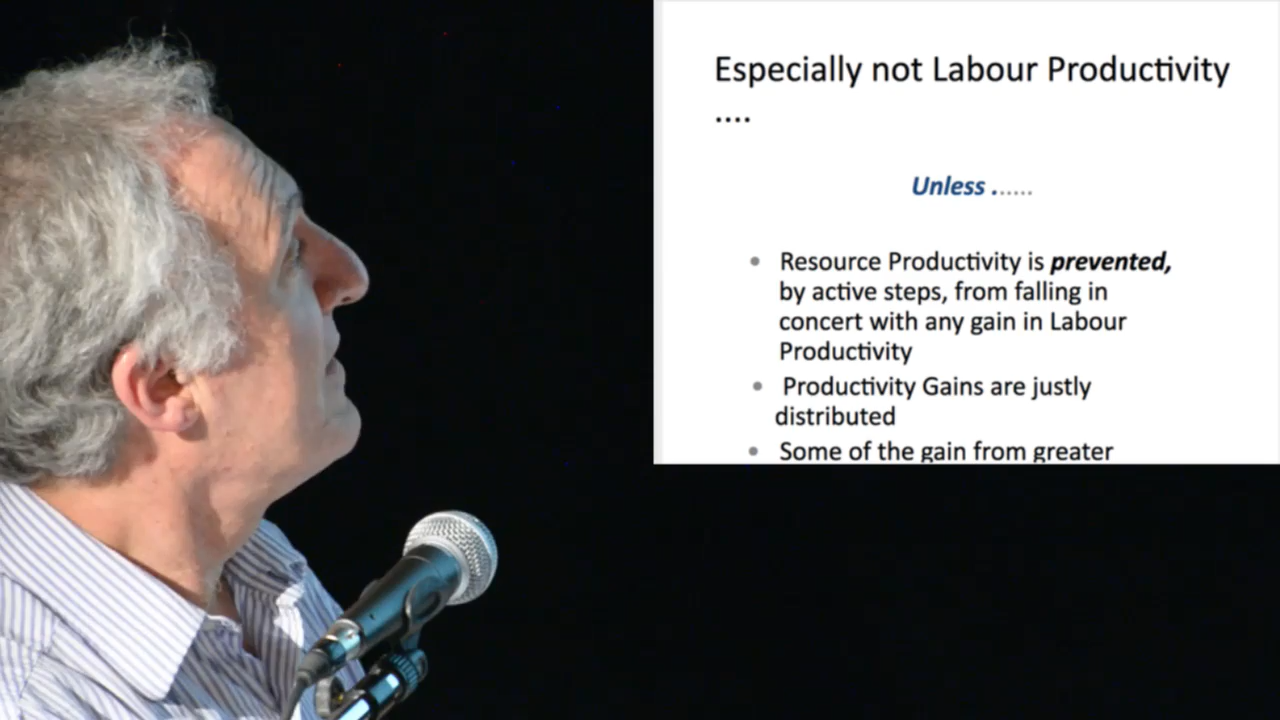 Especially not Labour Productivity
....
Unless ......
Resource Productivity is prevented,
by active steps, from falling in
concert with any gain in Labour
Productivity
Productivity Gains are justly
distributed
Some of the gain from greater